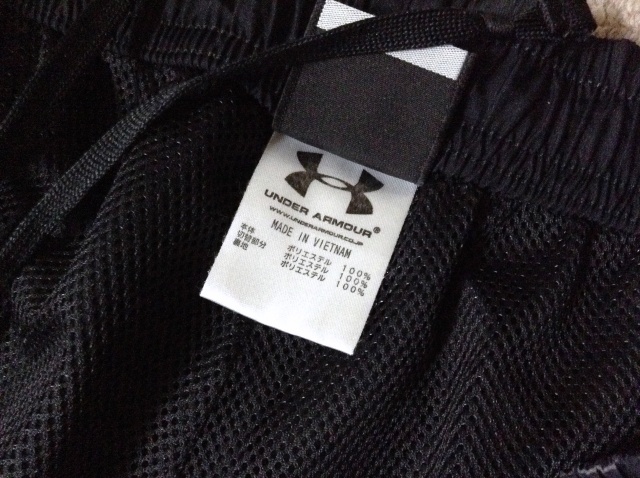 UNDER ARMOUR®
WWW.UNDERARMOUR.CO.JP
MADE IN VIETNAM
本体 ポリエステル 100%
切替部分 ポリエステル 100%
裏地 ポリエステル 100%